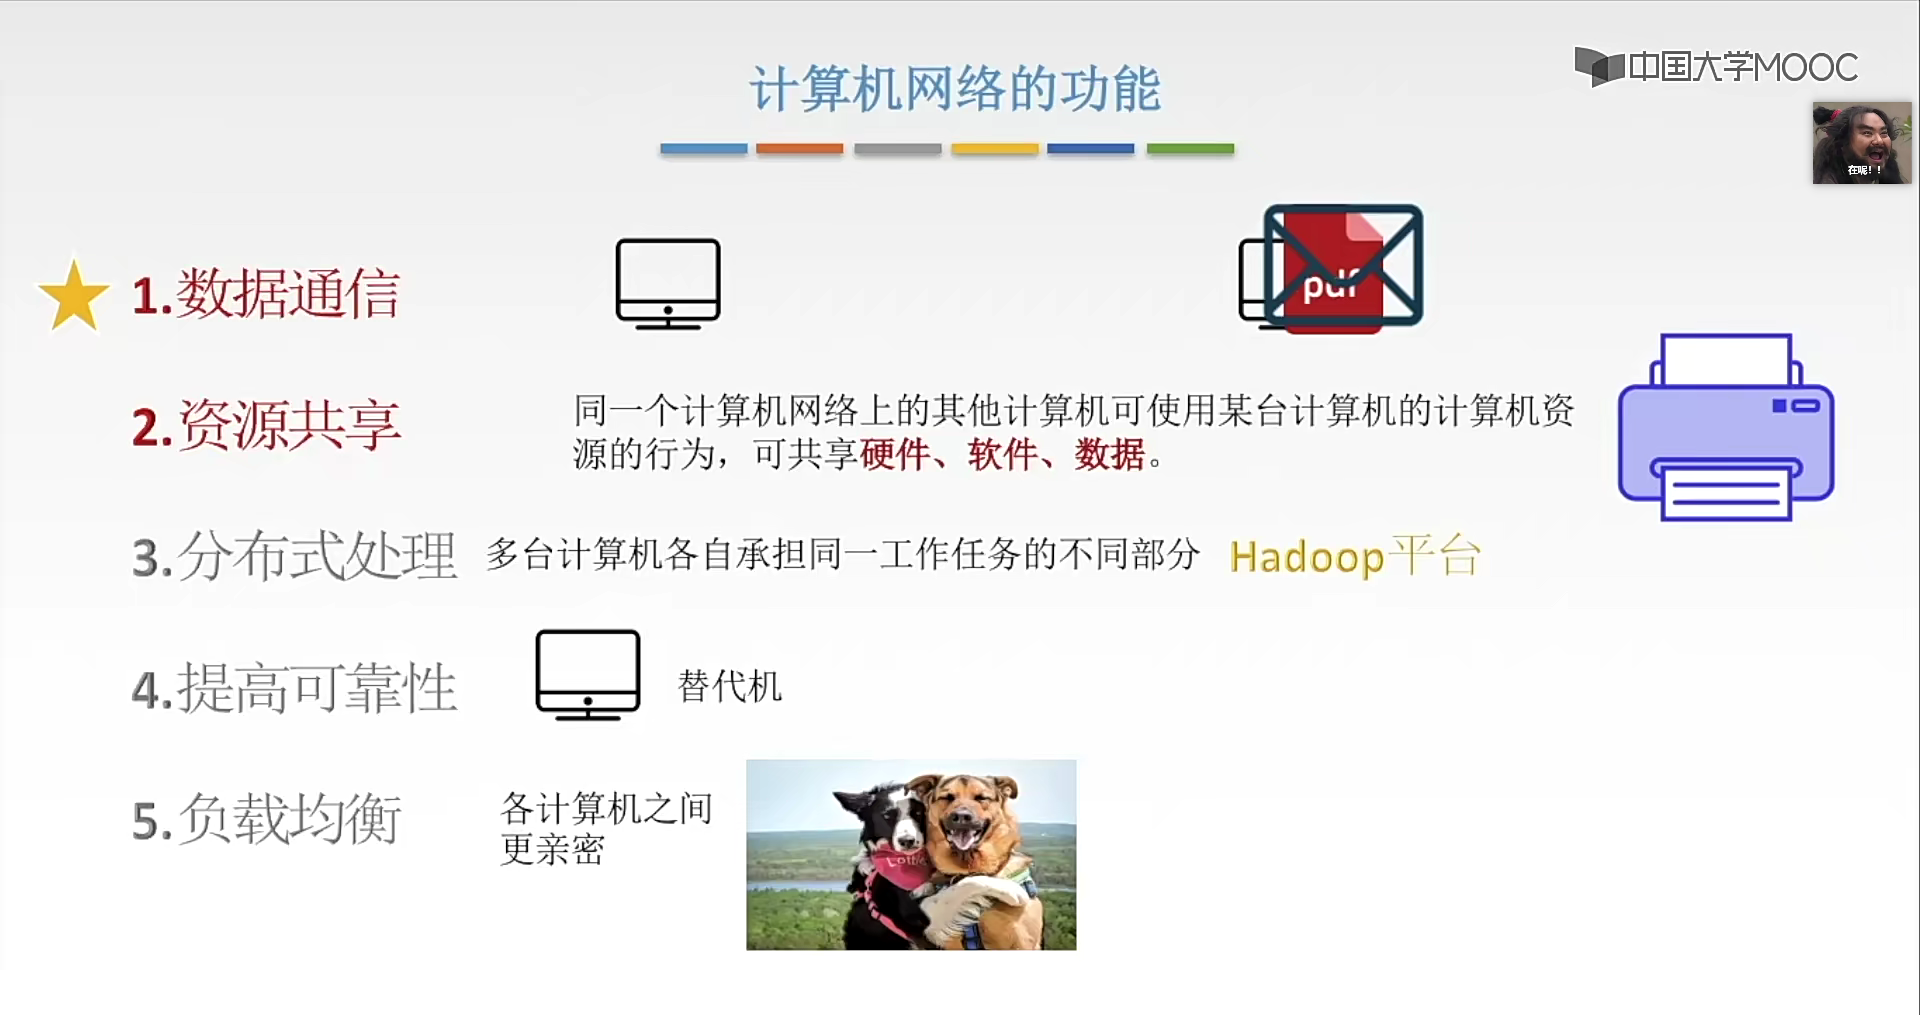 计算机网络的功能
中国大学MOOC
在呢！！
1.数据通信
pdf
2.资源共享
同一个计算机网络上的其他计算机可使用某台计算机的计算机资
源的行为，可共享硬件、软件、数据。
3.分布式处理 多台计算机各自承担同一工作任务的不同部分 Hadoop平台
4.提高可靠性 替代机
5.负载均衡
各计算机之间
更亲密
Lottie